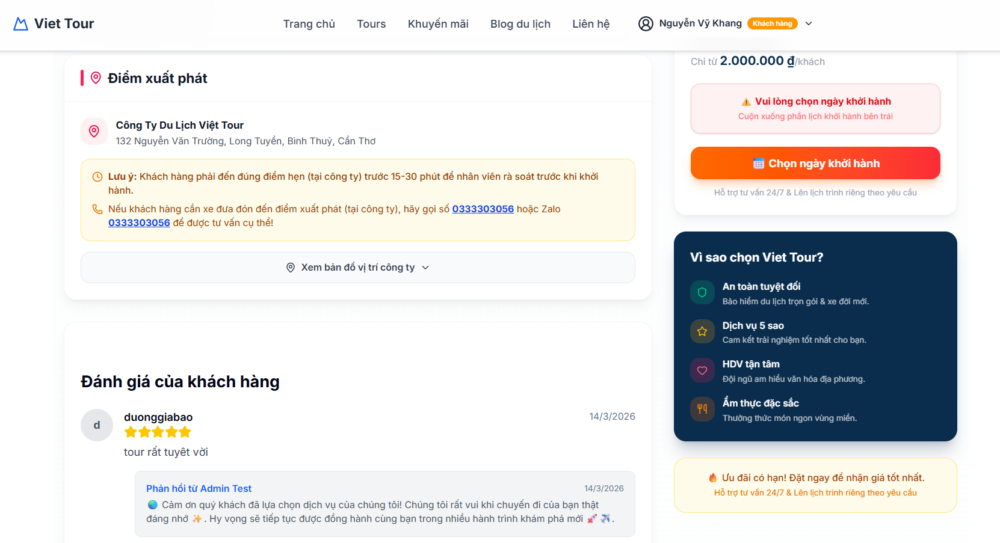 Viet Tour
Trang chủ
Tours
Khuyến mãi
Blog du lịch
Liên hệ
Nguyễn Vỹ Khang
Khách hàng
Điểm xuất phát
Công Ty Du Lịch Việt Tour
132 Nguyễn Văn Trường, Long Tuyền, Bình Thuỷ, Cần Thơ
Lưu ý: Khách hàng phải đến đúng điểm hẹn (tại công ty) trước 15-30 phút để nhân viên rà soát trước khi khởi
hành.
Nếu khách hàng cần xe đưa đón đến điểm xuất phát (tại công ty), hãy gọi số 0333303056 hoặc Zalo
0333303056 để được tư vấn cụ thể!
Xem bản đồ vị trí công ty
Đánh giá của khách hàng
d
duonggiabao
14/3/2026
tour rất tuyêt vời
Phản hồi từ Admin Test
14/3/2026
🌏 Cảm ơn quý khách đã lựa chọn dịch vụ của chúng tôi! Chúng tôi rất vui khi chuyến đi của bạn thật
đáng nhớ ✨. Hy vọng sẽ tiếp tục được đồng hành cùng bạn trong nhiều hành trình khám phá mới 🚀✈️.
Chỉ từ 2.000.000 ₫/khách
⚠️ Vui lòng chọn ngày khởi hành
Cuộn xuống phần lịch khởi hành bên trái
📅 Chọn ngày khởi hành
Hỗ trợ tư vấn 24/7 & Lên lịch trình riêng theo yêu cầu
Vì sao chọn Viet Tour?
An toàn tuyệt đối
Bảo hiểm du lịch trọn gói & xe đời mới.
Dịch vụ 5 sao
Cam kết trải nghiệm tốt nhất cho bạn.
HDV tận tâm
Đội ngũ am hiểu văn hóa địa phương.
Ẩm thực đặc sắc
Thưởng thức món ngon vùng miền.
🔥 Ưu đãi có hạn! Đặt ngay để nhận giá tốt nhất.
Hỗ trợ tư vấn 24/7 & Lên lịch trình riêng theo yêu cầu